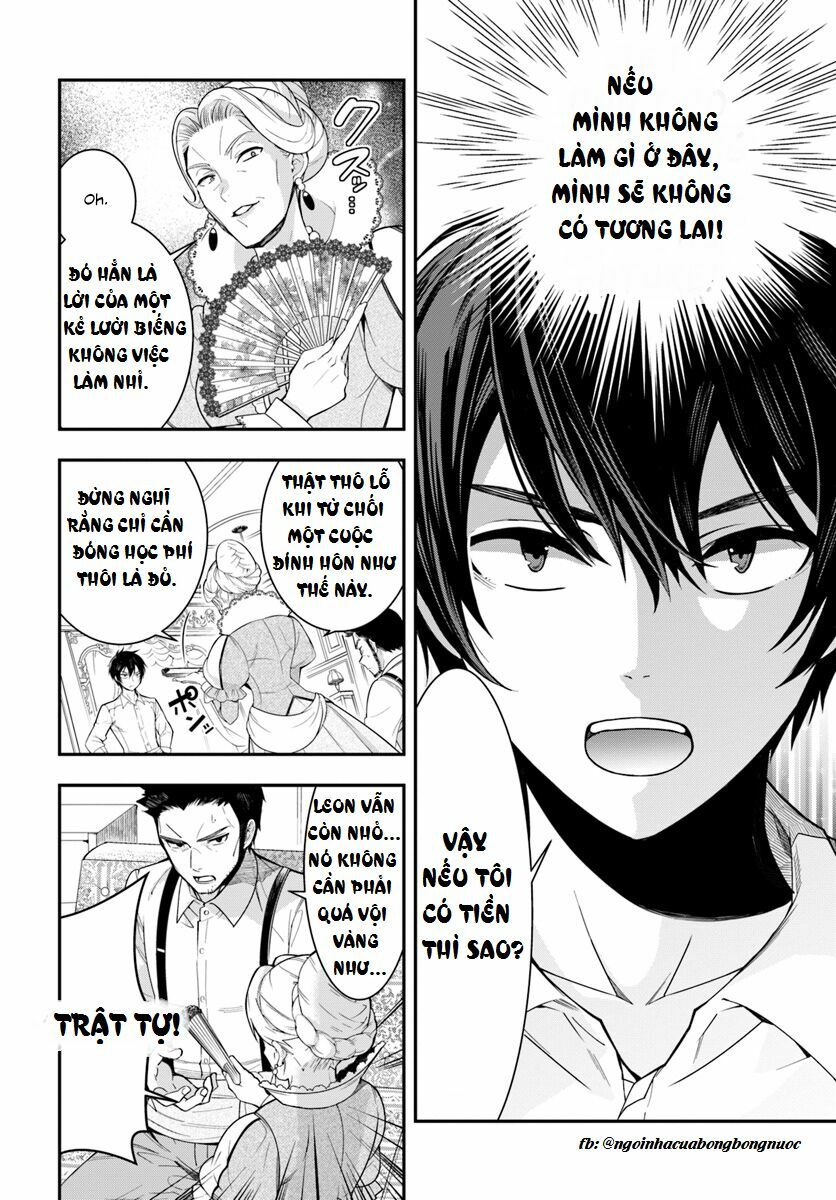 NẾU
MÌNH KHÔNG
LÀM GÌ Ở ĐÂY,
MÌNH SẼ KHÔNG
CÓ TƯƠNG LAI!
VẬY
NẾU TÔI
CÓ TIỀN
THÌ SAO?
クスッ…
Oh.
ĐÓ HẲN LÀ
LỜI CỦA MỘT
KẺ LƯỜI BIẾNG
KHÔNG VIỆC
LÀM NHỈ.
THẬT THÔ LỖ
KHI TỪ CHỐI
MỘT CUỘC
ĐÍNH HÔN NHƯ
THẾ NÀY.
ĐỪNG NGHĨ
RẰNG CHỈ CẦN
ĐÓNG HỌC PHÍ
THÔI LÀ ĐỦ.
ポンッ
LEON VẪN
CÒN NHỎ...
NÓ KHÔNG
CẦN PHẢI
QUÁ VỘI
VÀNG
NHƯ...
TRẬT TỰ!
fb: @ngoinhacuabongbongnuoc